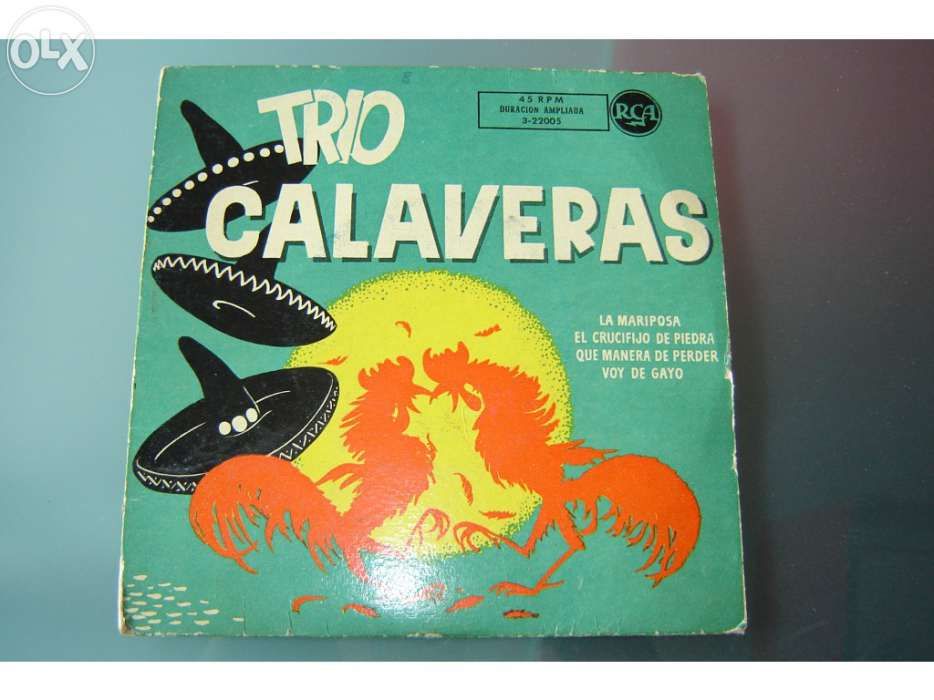 OLX
8
TRIO
CALAVERAS
45 RPM
DURACION AMPLIADA
3-22005
RCA
LA MARIPOSA
EL CRUCIFIJO DE PIEDRA
QUE MANERA DE PERDER
VOY DE GAYO